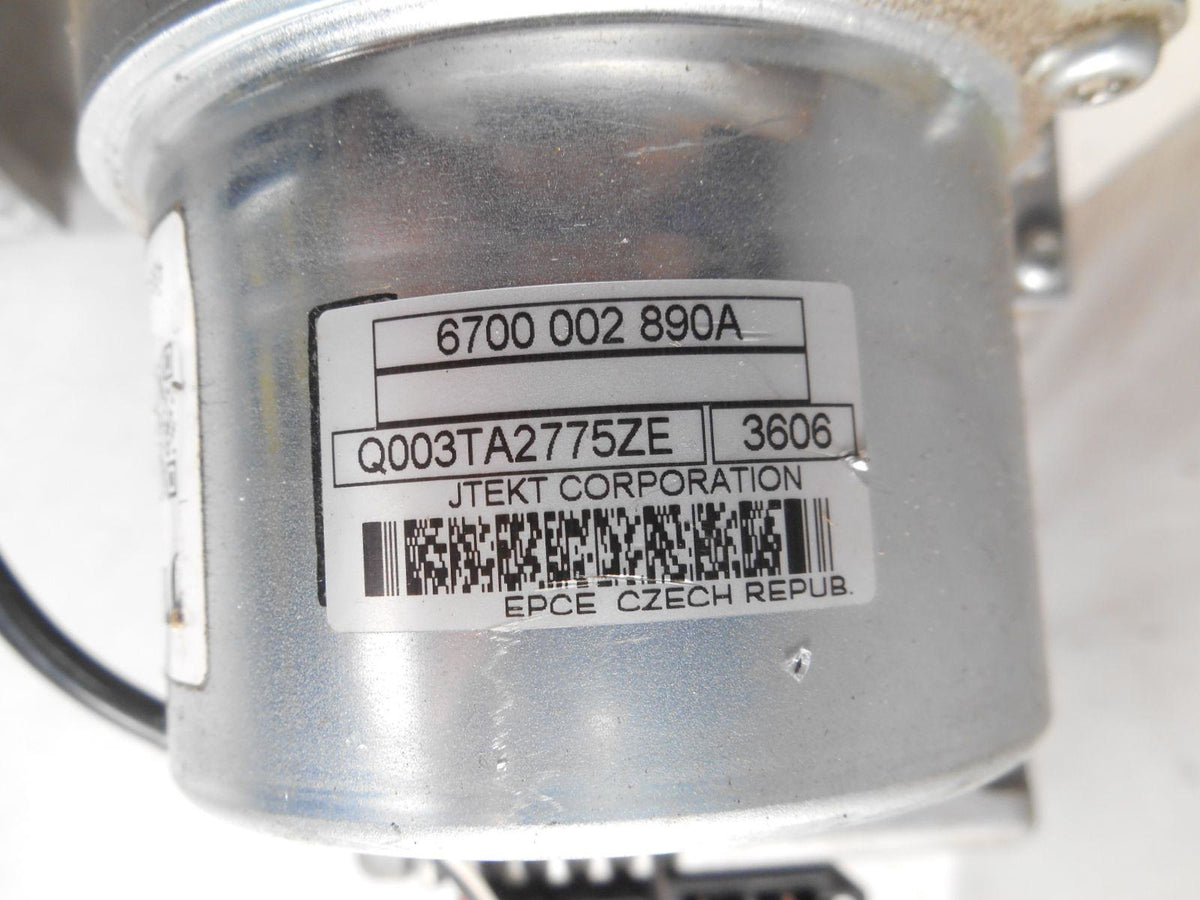 6700 002 890A
Q003TA2775ZE 3606
JTEKT CORPORATION
EPCE CZECH REPUB.